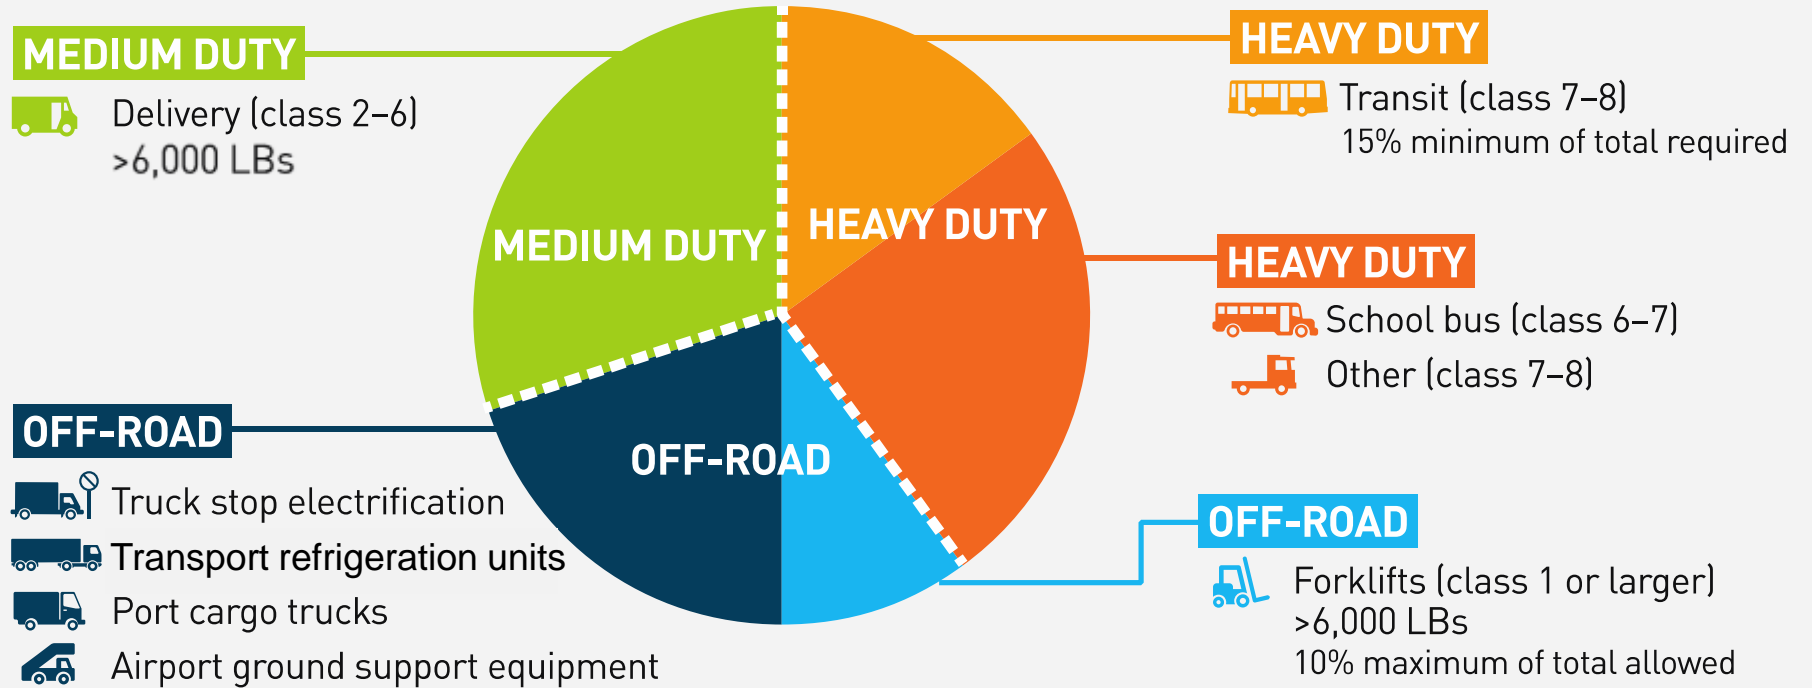 MEDIUM DUTY
Delivery (class 2–6)
>6,000 LBs
HEAVY DUTY
Transit (class 7–8)
15% minimum of total required
MEDIUM DUTY
HEAVY DUTY
HEAVY DUTY
School bus (class 6–7)
Other (class 7–8)
OFF-ROAD
OFF-ROAD
Truck stop electrification
Transport refrigeration units
Port cargo trucks
Airport ground support equipment
OFF-ROAD
Forklifts (class 1 or larger)
>6,000 LBs
10% maximum of total allowed